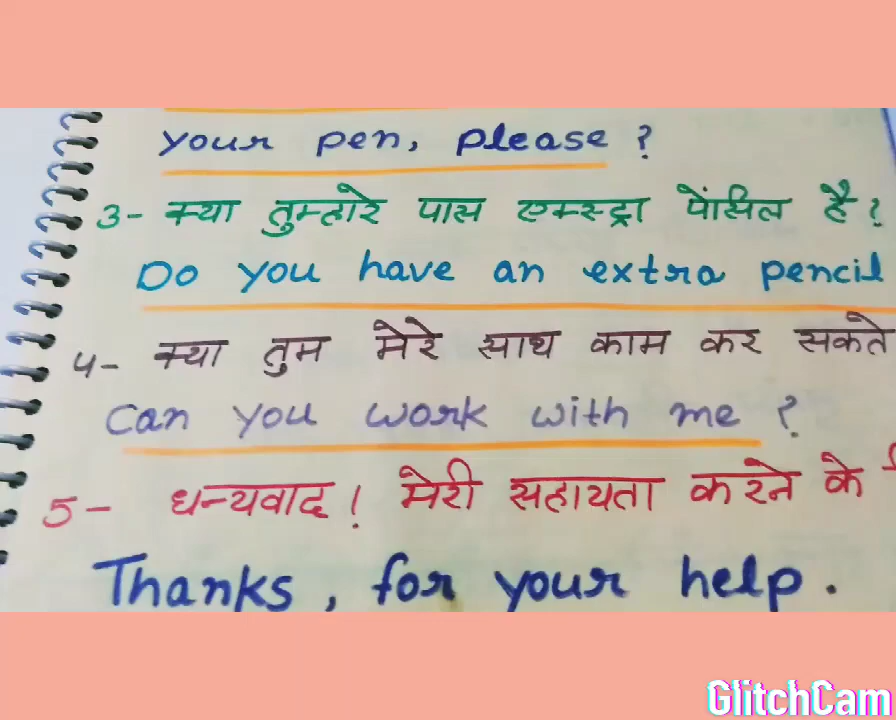 your pen, please ?
3- क्या तुम्हारे पास एक्स्ट्रा पेंसिल है ?
Do you have an extra pencil
4- क्या तुम मेरे साथ काम कर सकते
Can you work with me ?
5- धन्यवाद ! मेरी सहायता करने के
Thanks, for your help.
GlitchCam